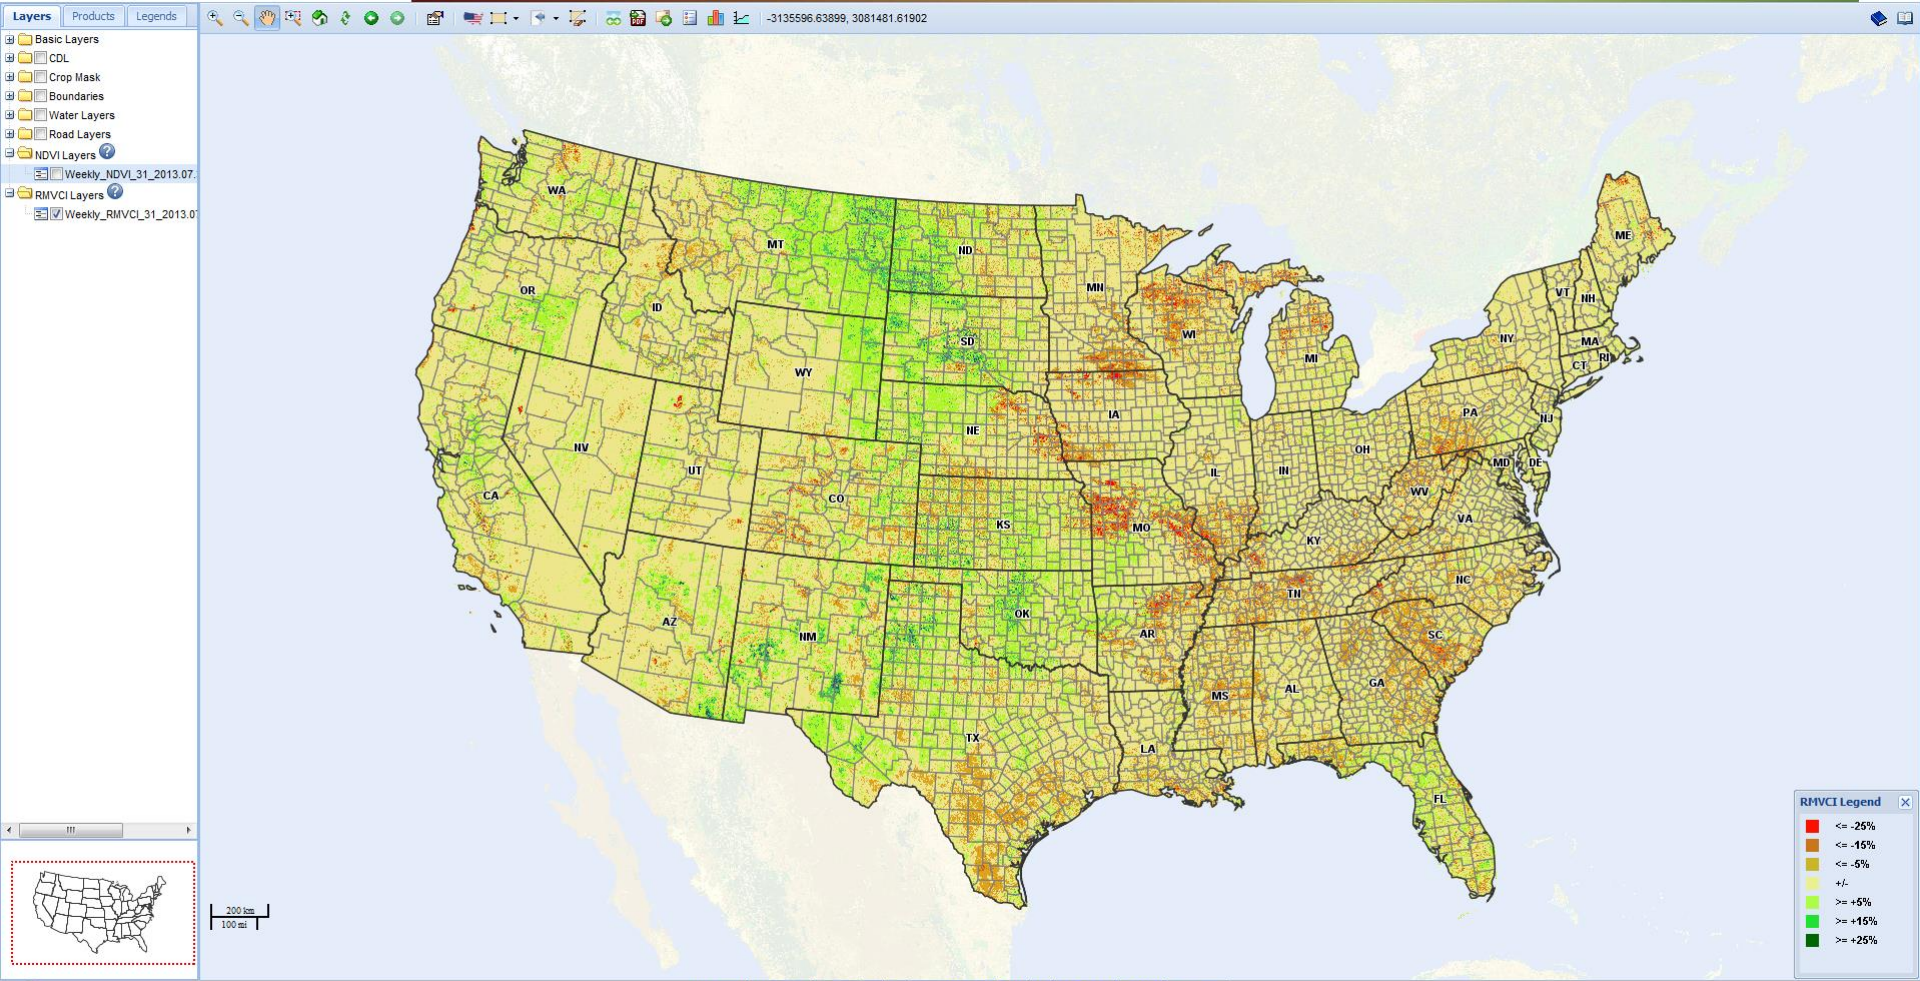 Layers Products Legends
-3135596.63899, 3081481.61902
Basic Layers
CDL
Crop Mask
Boundaries
Water Layers
Road Layers
NDVI Layers ?
Weekly_NDVI_31_2013.07.
RMVCI Layers ?
Weekly_RMVCI_31_2013.07
WA
MT
ND
MN
ME
OR
ID
SD
WI
VT
NH
NY
MA
RI
CT
MI
WY
IA
NE
PA
NJ
NV
UT
IL
IN
OH
MD
DE
CA
CO
KS
MO
WV
VA
KY
AZ
NM
OK
AR
TN
NC
SC
MS
AL
GA
TX
LA
FL
RMVCI Legend
<= -25%
<= -15%
<= -5%
+/-
>= +5%
>= +15%
>= +25%
200 km
100 mi